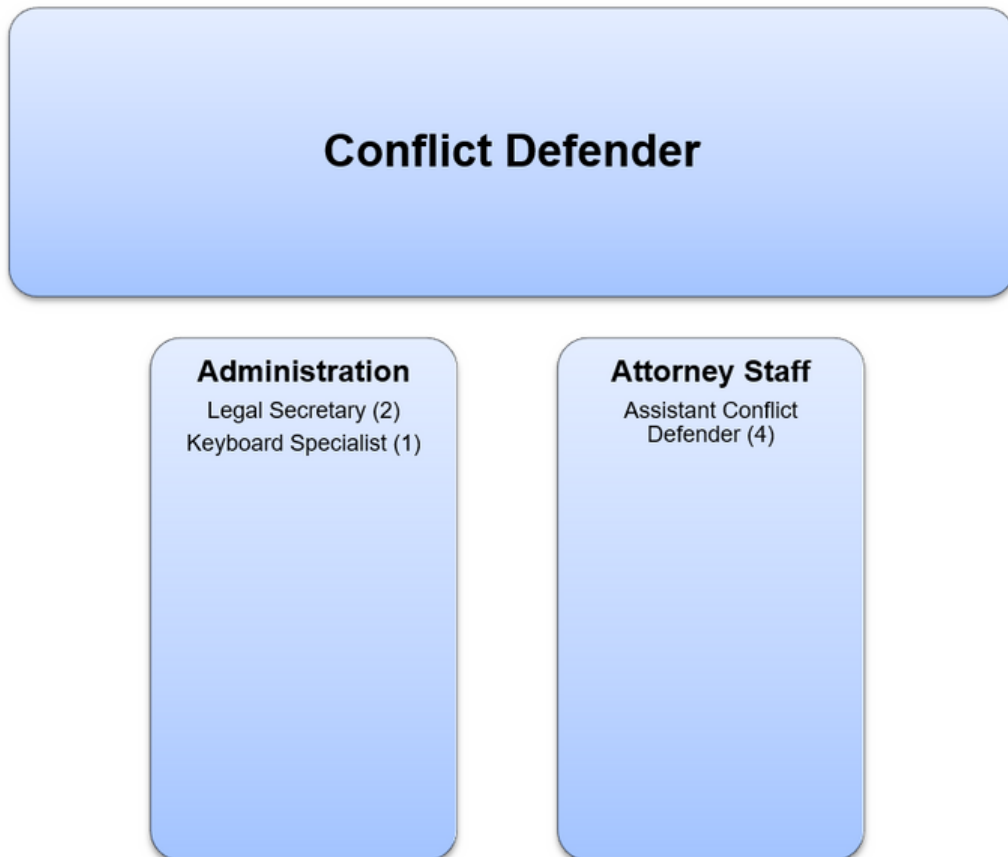 Conflict Defender
Administration
Legal Secretary (2)
Keyboard Specialist (1)
Attorney Staff
Assistant Conflict
Defender (4)